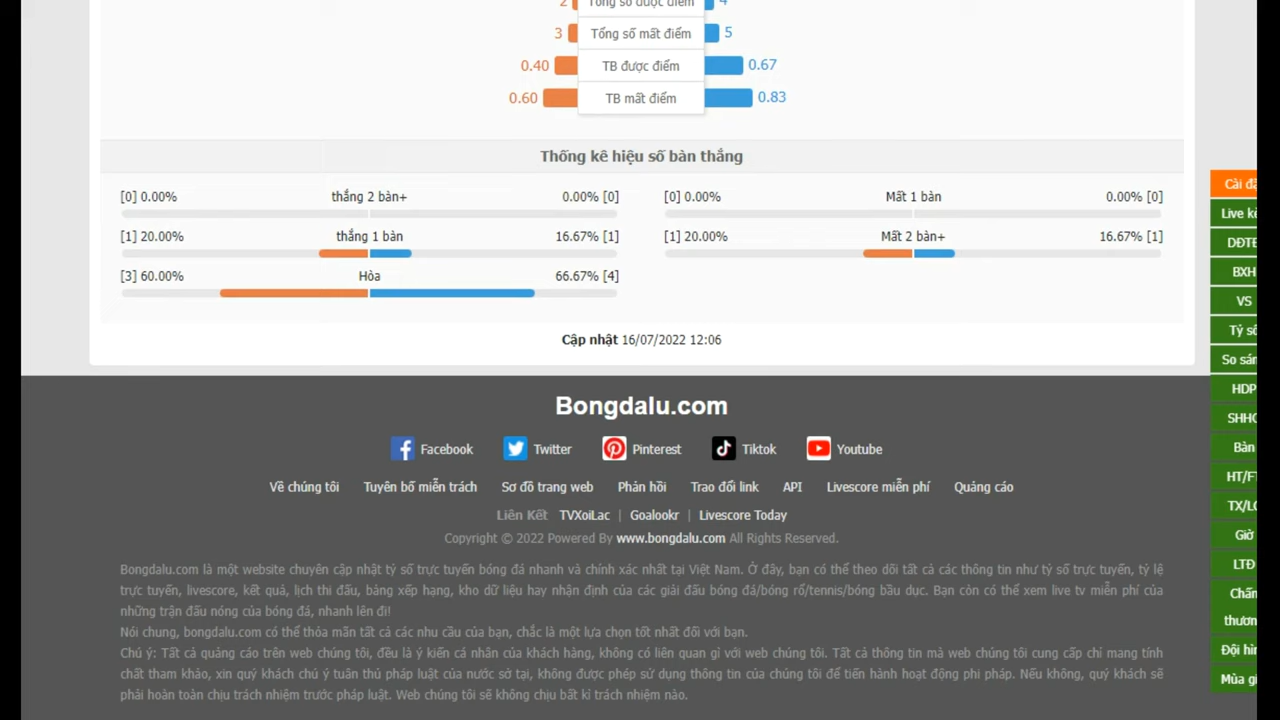 2 Tổng số được điểm 4
3 Tổng số mất điểm 5
0.40 TB được điểm 0.67
0.60 TB mất điểm 0.83
Thống kê hiệu số bàn thắng
[0] 0.00% thắng 2 bàn+ 0.00% [0] [0] 0.00% Mất 1 bàn 0.00% [0]
[1] 20.00% thắng 1 bàn 16.67% [1] [1] 20.00% Mất 2 bàn+ 16.67% [1]
[3] 60.00% Hòa 66.67% [4]
Cập nhật 16/07/2022 12:06
Cài
Live
BXH
VS
Tỷ
So
HDP
Bàn
Giờ
LTĐ
Đội
Mùa
Bongdalu.com
Facebook Twitter Pinterest Tiktok Youtube
Về chúng tôi Tuyên bố miễn trách Sơ đồ trang web Phản hồi Trao đổi link API Livescore miễn phí Quảng cáo
Liên Kết TVXoiLac | Goalookr | Livescore Today
Copyright © 2022 Powered By www.bongdalu.com All Rights Reserved.
Bongdalu.com là một website chuyên cập nhật tỷ số trực tuyến bóng đá nhanh và chính xác nhất tại Việt Nam. Ở đây, bạn có thể theo dõi tất cả các thông tin như tỷ số trực tuyến, tỷ lệ
trực tuyến, livescore, kết quả, lịch thi đấu, bảng xếp hạng, kho dữ liệu hay nhận định của các giải đấu bóng đá/bóng rổ/tennis/bóng bầu dục. Bạn còn có thể xem live tv miễn phí của
những trận đấu nóng của bóng đá, nhanh lên đi!
Nói chung, bongdalu.com có thể thỏa mãn tất cả các nhu cầu của bạn, chắc là một lựa chọn tốt nhất đối với bạn.
Chú ý: Tất cả quảng cáo trên web chúng tôi, đều là ý kiến cá nhân của khách hàng, không có liên quan gì với web chúng tôi. Tất cả thông tin mà web chúng tôi cung cấp chỉ mang tính
chất tham khảo, xin quý khách chú ý tuân thủ pháp luật của nước sở tại, không được phép sử dụng thông tin của chúng tôi để tiến hành hoạt động phi pháp. Nếu không, quý khách sẽ
phải hoàn toàn chịu trách nhiệm trước pháp luật. Web chúng tôi sẽ không chịu bất kì trách nhiệm nào.